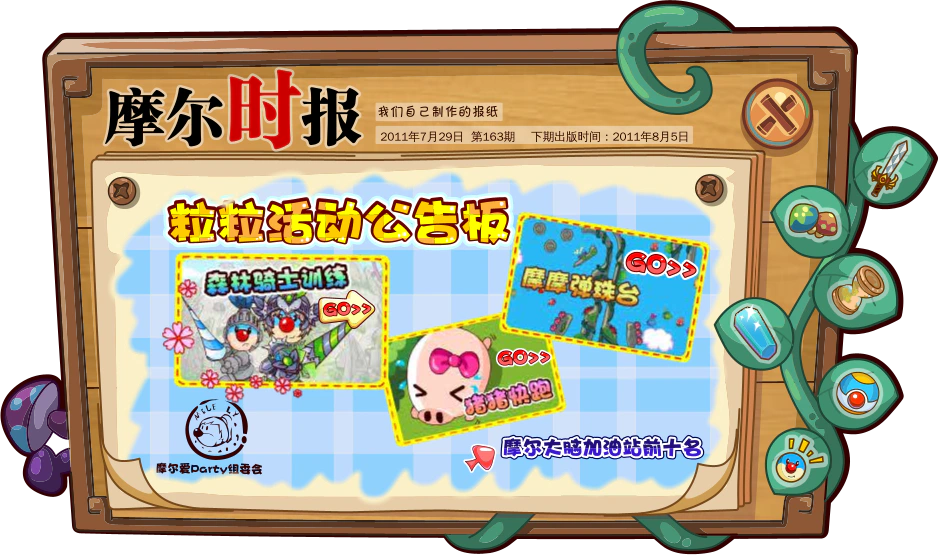 摩尔时报
我们自己制作的报纸
2011年7月29日 第163期 下期出版时间：2011年8月5日
粒粒活动公告板
森林骑士训练
GO>>
摩摩弹珠台
GO>>
GO>>
猪猪快跑
摩尔爱Party组委会
摩尔大脑加油站前十名